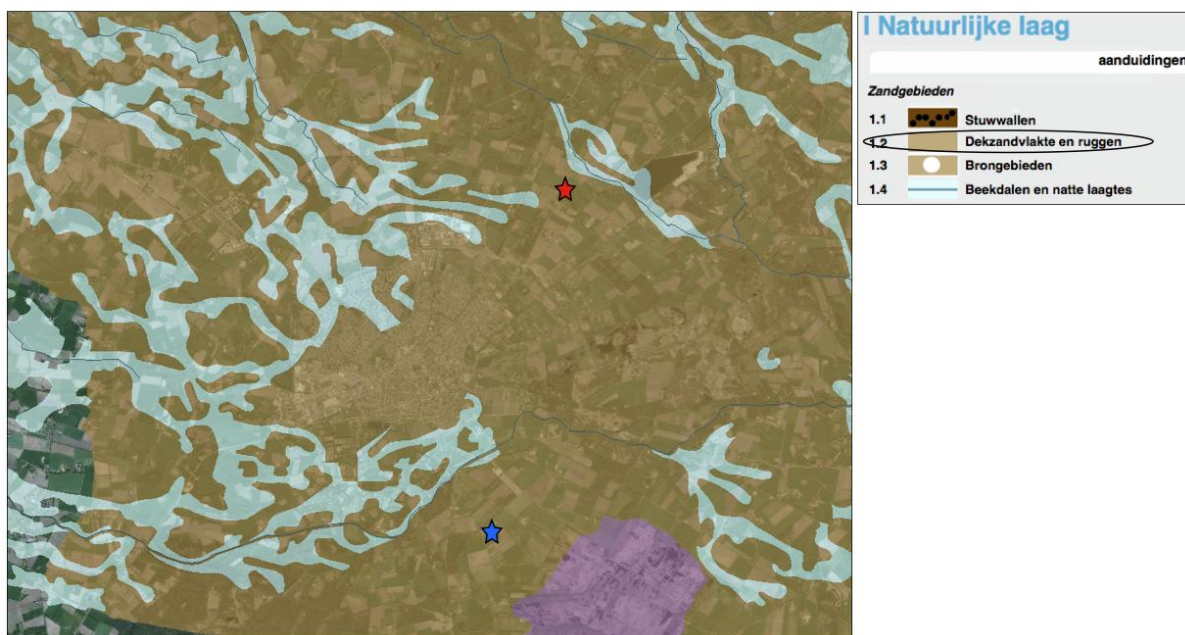 I Natuurlijke laag
aanduidingen
Zandgebieden
1.1 Stuwwallen
1.2 Dekzandvlakte en ruggen
1.3 Brongebieden
1.4 Beekdalen en natte laagtes